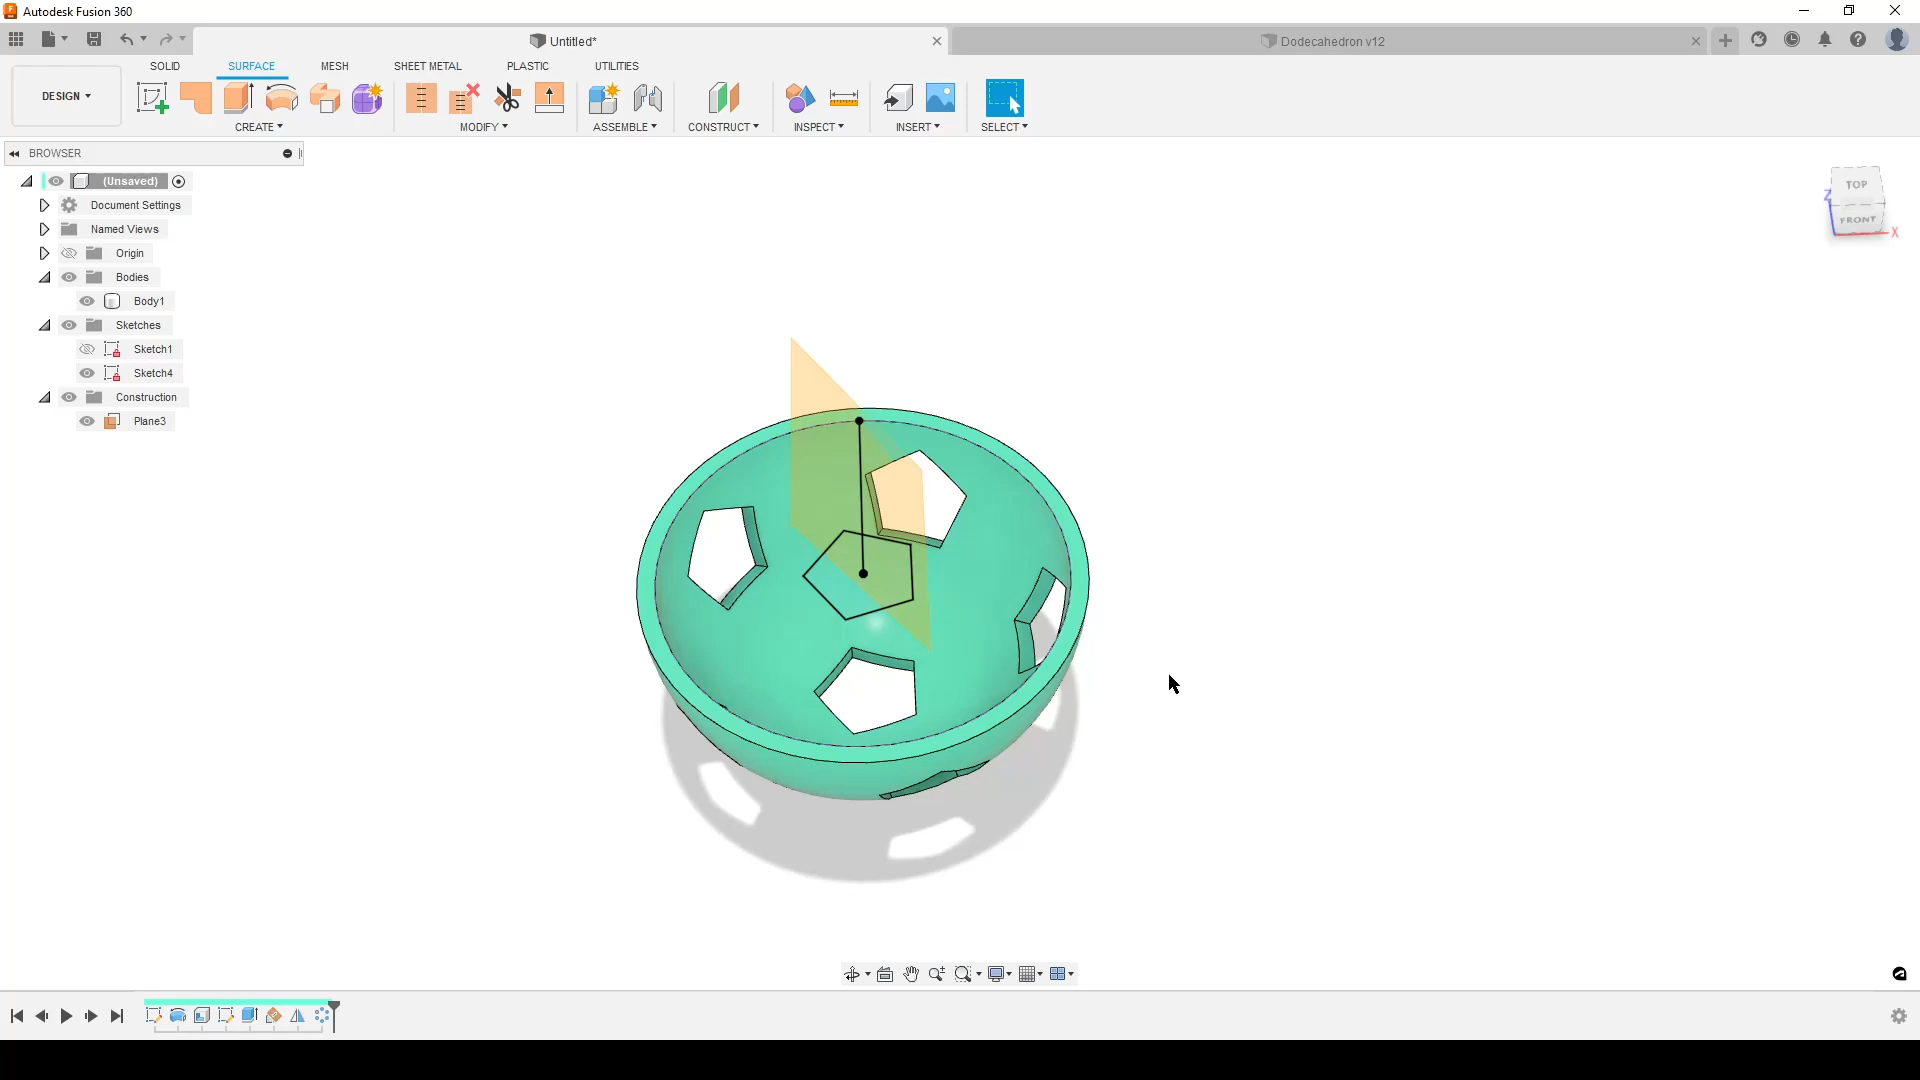 Autodesk Fusion 360
Untitled*
Dodecahedron v12
DESIGN
SOLID
SURFACE
MESH
SHEET METAL
PLASTIC
UTILITIES
CREATE
MODIFY
ASSEMBLE
CONSTRUCT
INSPECT
INSERT
SELECT
BROWSER
(Unsaved)
Document Settings
Named Views
Origin
Bodies
Body1
Sketches
Sketch1
Sketch4
Construction
Plane3
TOP
Z
FRONT
X